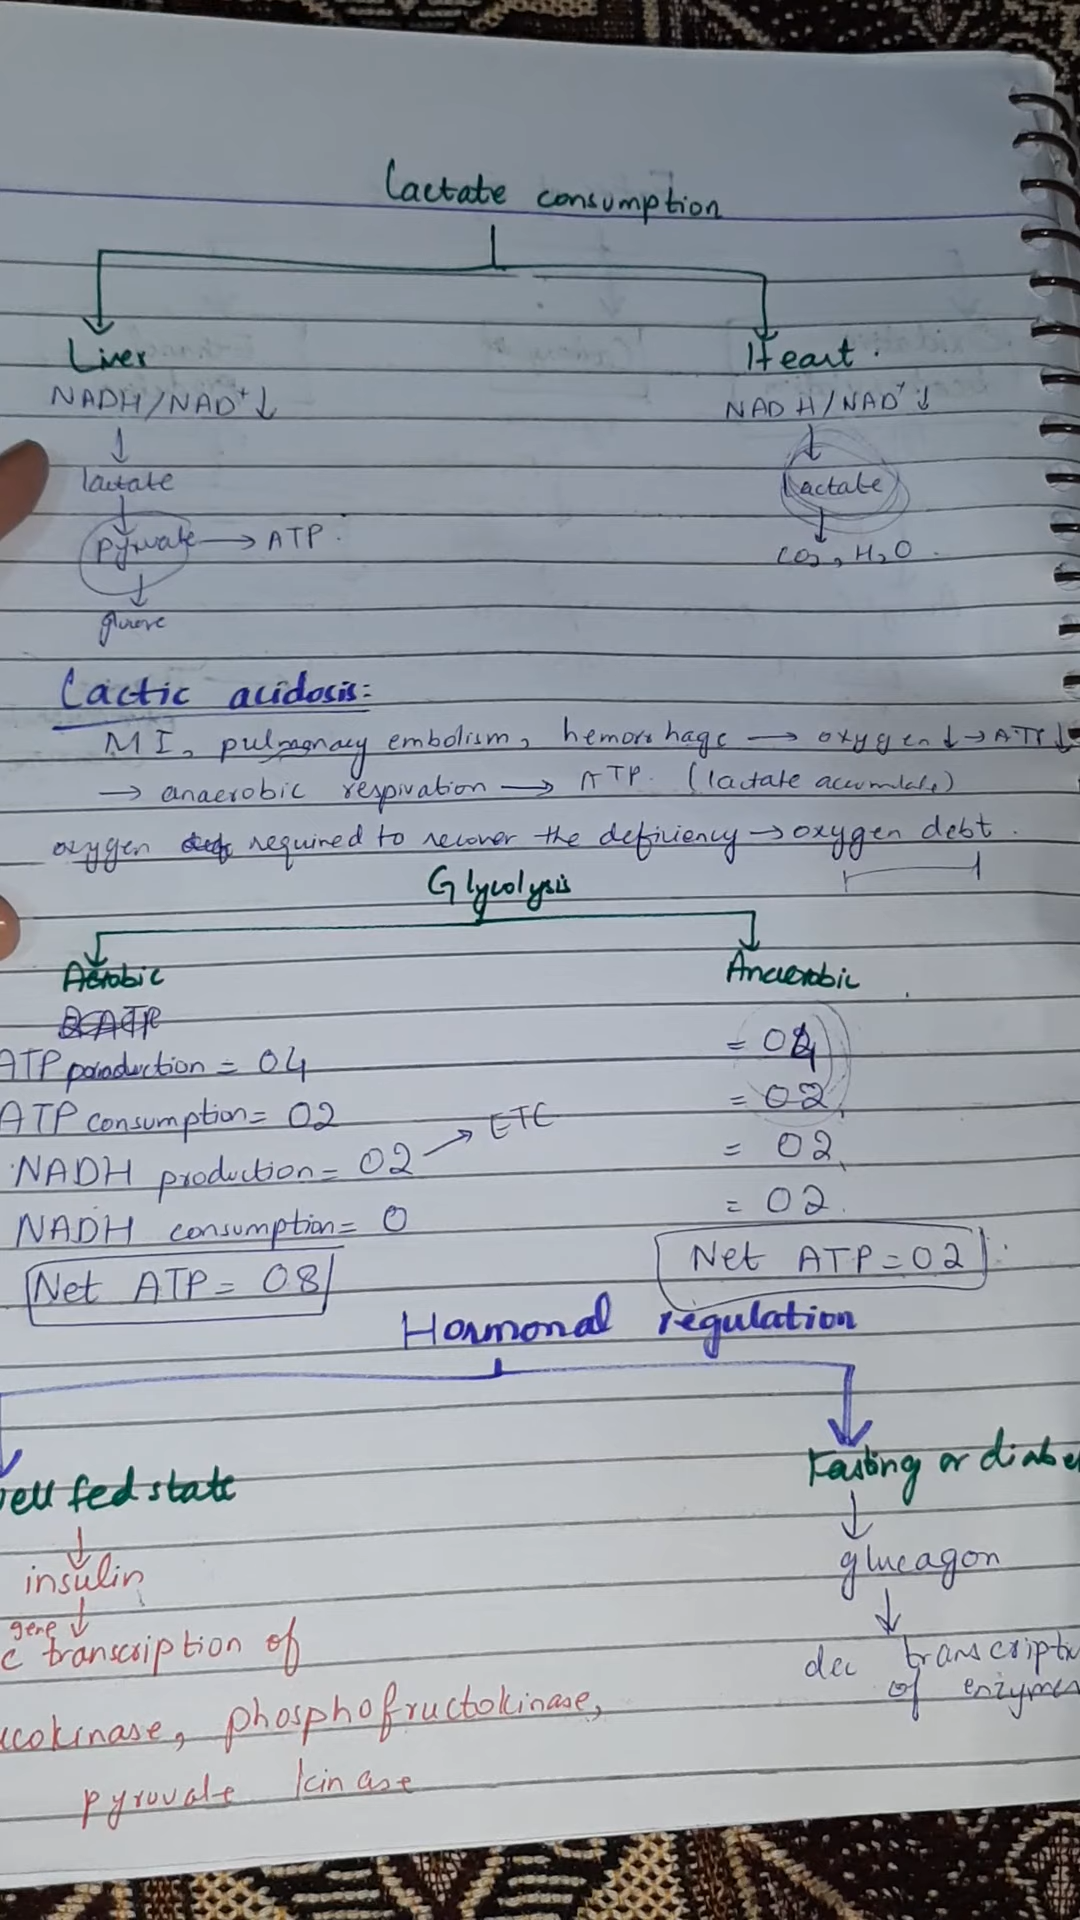 Lactate consumption
Liver
Heart.
NADH/NAD⁺↓
NADH/NAD⁺↓
↓
↓
lactate
Lactate
↓
↓
pyruvate → ATP.
CO₂, H₂O.
↓
glucose
Lactic acidosis:
MI, pulmonary embolism, hemorrhage → oxygen↓→ATP↓
→ anaerobic respiration → ATP. (lactate accumulate)
oxygen required to recover the deficiency → oxygen debt.
Glycolysis
Aerobic
Anaerobic
ATP production = 04
= 04
ATP consumption = 02
= 02
NADH production = 02 → ETC
= 02
NADH consumption = 0
= 02.
Net ATP = 08
Net ATP = 02
Hormonal regulation
ell fed state
Fasting or diabe
↓
↓
insulin
glucagon
gene ↓
↓
c transcription of
dec transcriptio
of enzymes
ucokinase, phosphofructokinase,
pyruvate kinase